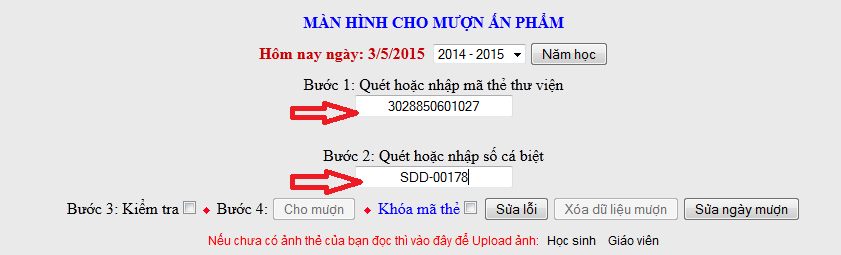 MÀN HÌNH CHO MƯỢN ẤN PHẨM
Hôm nay ngày: 3/5/2015 2014 - 2015 Năm học
Bước 1: Quét hoặc nhập mã thẻ thư viện
3028850601027
Bước 2: Quét hoặc nhập số cá biệt
SDD-00178
Bước 3: Kiểm tra Bước 4: Cho mượn Khóa mã thẻ Sửa lỗi Xóa dữ liệu mượn Sửa ngày mượn
Nếu chưa có ảnh thẻ của bạn đọc thì vào đây để Upload ảnh: Học sinh Giáo viên